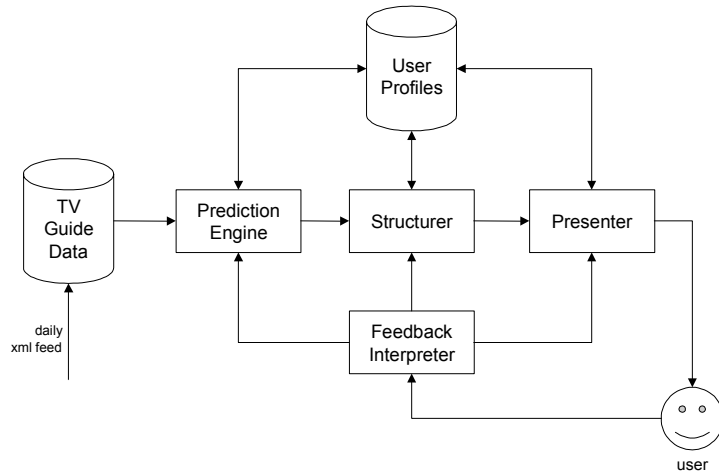 User
Profiles
TV
Guide
Data
Prediction
Engine
Structurer
Presenter
daily
xml feed
Feedback
Interpreter
user